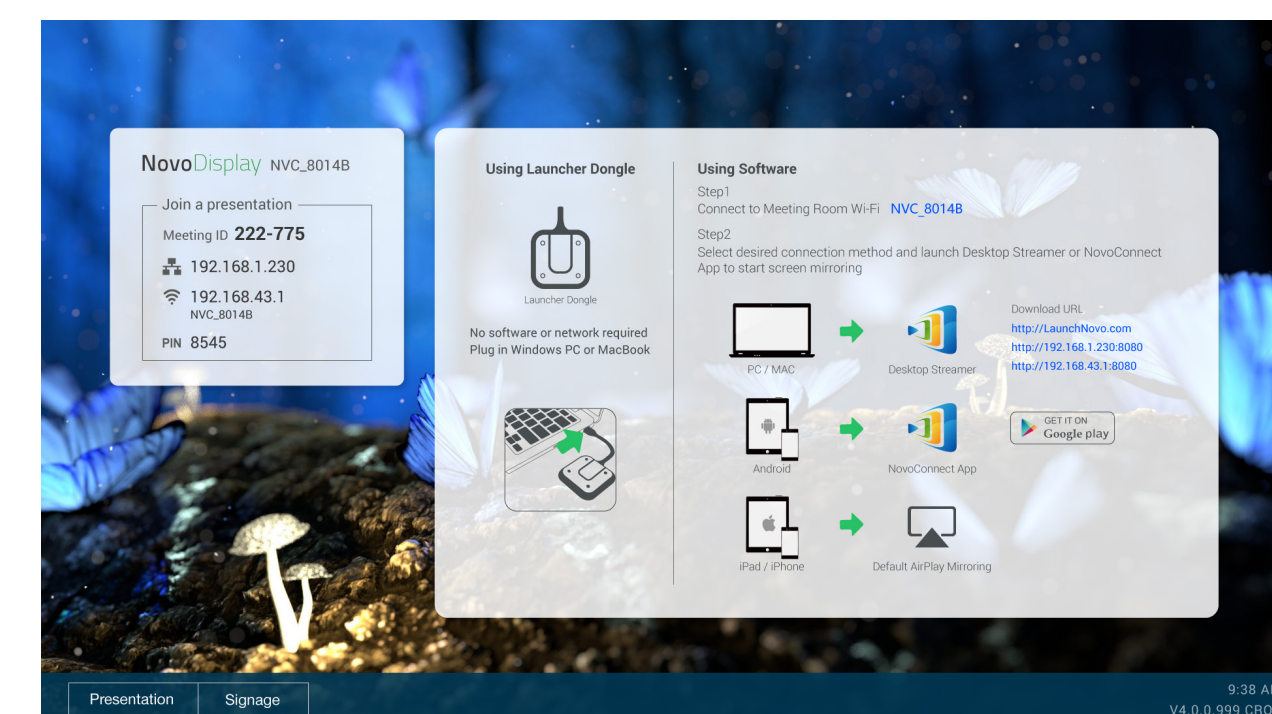 NovoDisplay NVC_8014B
Join a presentation
Meeting ID 222-775
192.168.1.230
192.168.43.1
NVC_8014B
PIN 8545
Using Launcher Dongle
Launcher Dongle
No software or network required
Plug in Windows PC or MacBook
Using Software
Step1
Connect to Meeting Room Wi-Fi NVC_8014B
Step2
Select desired connection method and launch Desktop Streamer or NovoConnect
App to start screen mirroring
PC / MAC
Desktop Streamer
Download URL
http://LaunchNovo.com
http://192.168.1.230:8080
http://192.168.43.1:8080
Android
NovoConnect App
GET IT ON
Google play
iPad / iPhone
Default AirPlay Mirroring
Presentation
Signage
9:38
V4.0.0.999